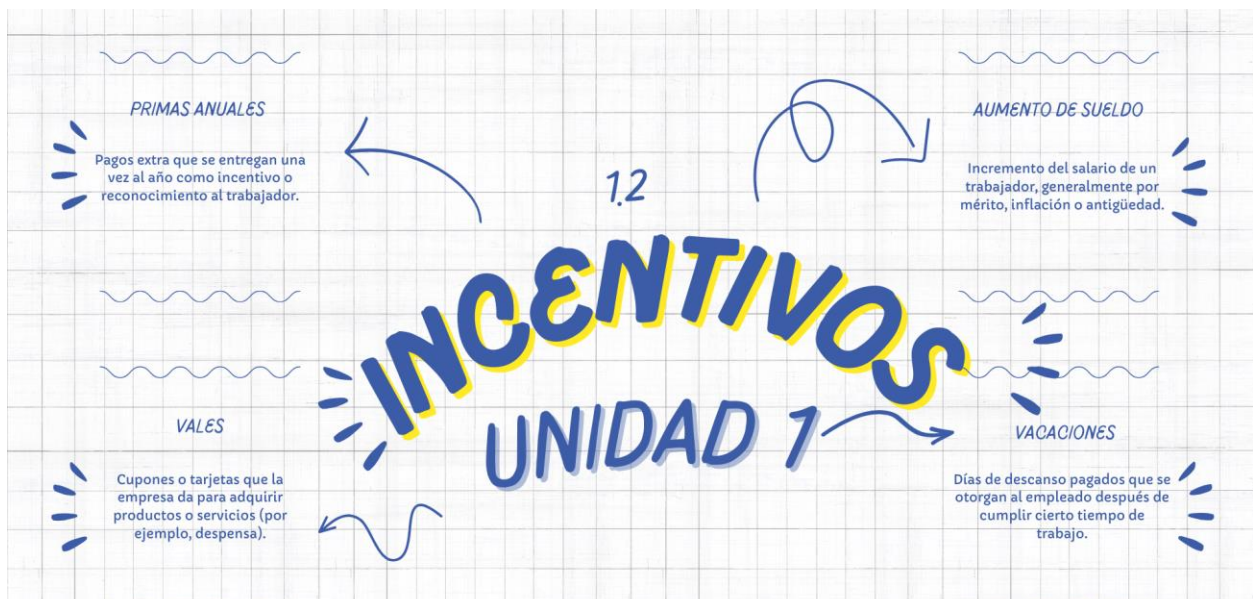 PRIMAS ANUALES
Pagos extra que se entregan una
vez al año como incentivo o
reconocimiento al trabajador.
AUMENTO DE SUELDO
Incremento del salario de un
trabajador, generalmente por
mérito, inflación o antigüedad.
1.2
INCENTIVOS
UNIDAD 1
VALES
Cupones o tarjetas que la
empresa da para adquirir
productos o servicios (por
ejemplo, despensa).
VACACIONES
Días de descanso pagados que se
otorgan al empleado después de
cumplir cierto tiempo de
trabajo.